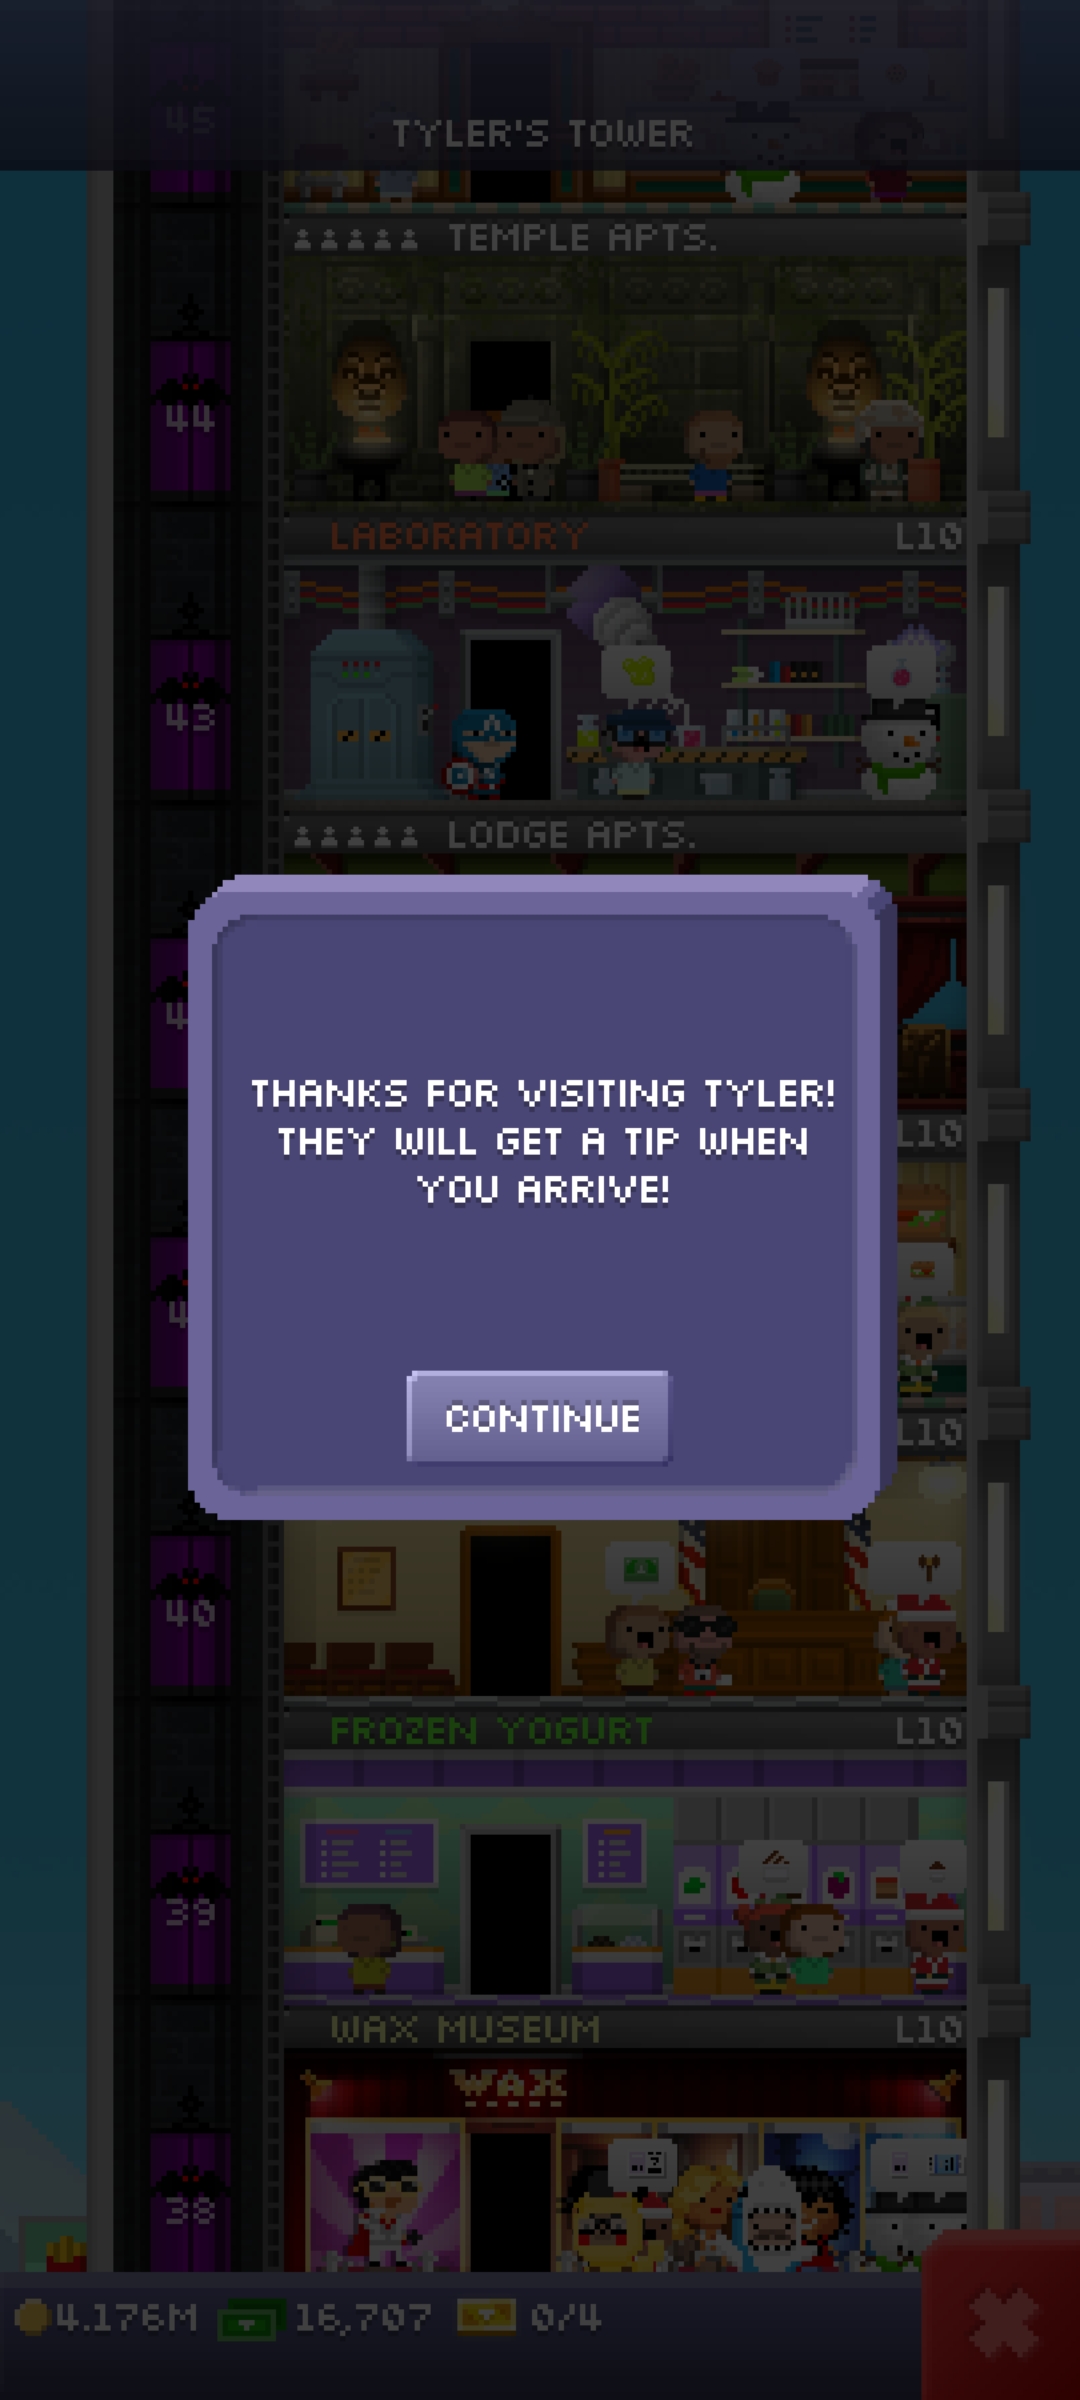 45
TYLER'S TOWER
TEMPLE APTS.
44
LABORATORY L10
43
LODGE APTS.
THANKS FOR VISITING TYLER!
THEY WILL GET A TIP WHEN
YOU ARRIVE!
L10
CONTINUE
L10
40
FROZEN YOGURT L10
39
WAX MUSEUM L10
WAX
38
4.176M 16,707 0/4